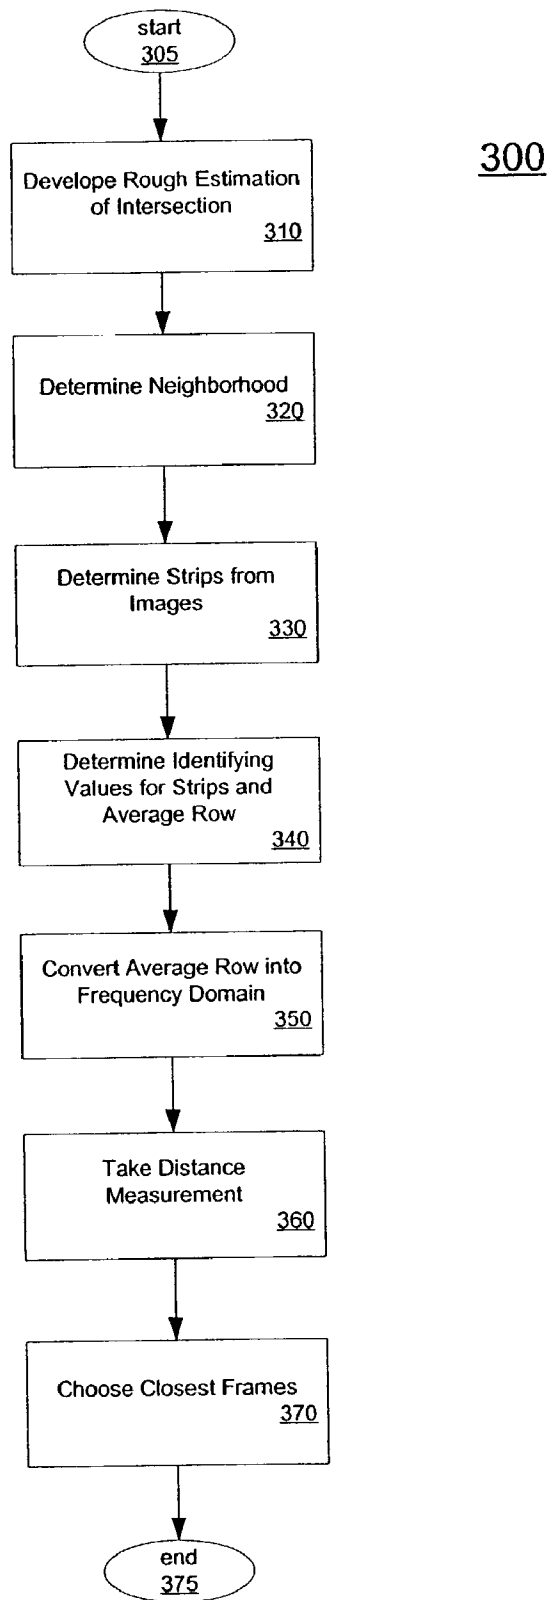 start
305
300
Develope Rough Estimation
of Intersection
310
Determine Neighborhood
320
Determine Strips from
Images
330
Determine Identifying
Values for Strips and
Average Row
340
Convert Average Row into
Frequency Domain
350
Take Distance
Measurement
360
Choose Closest Frames
370
end
375